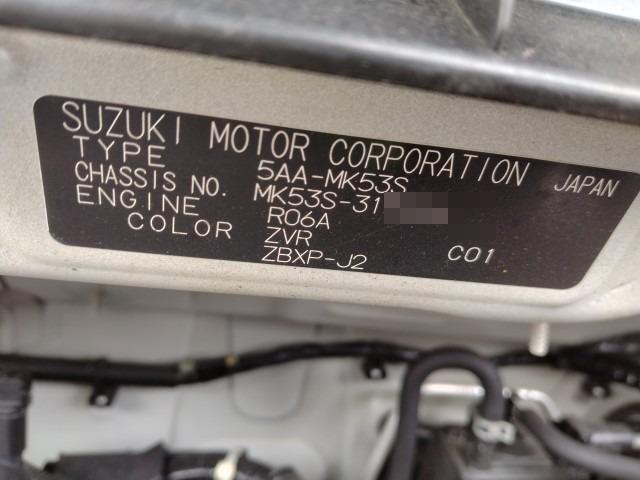 SUZUKI MOTOR CORPORATION JAPAN
TYPE 5AA-MK53S
CHASSIS NO. MK53S-31
ENGINE R06A
COLOR ZVR
ZBXP-J2 C01